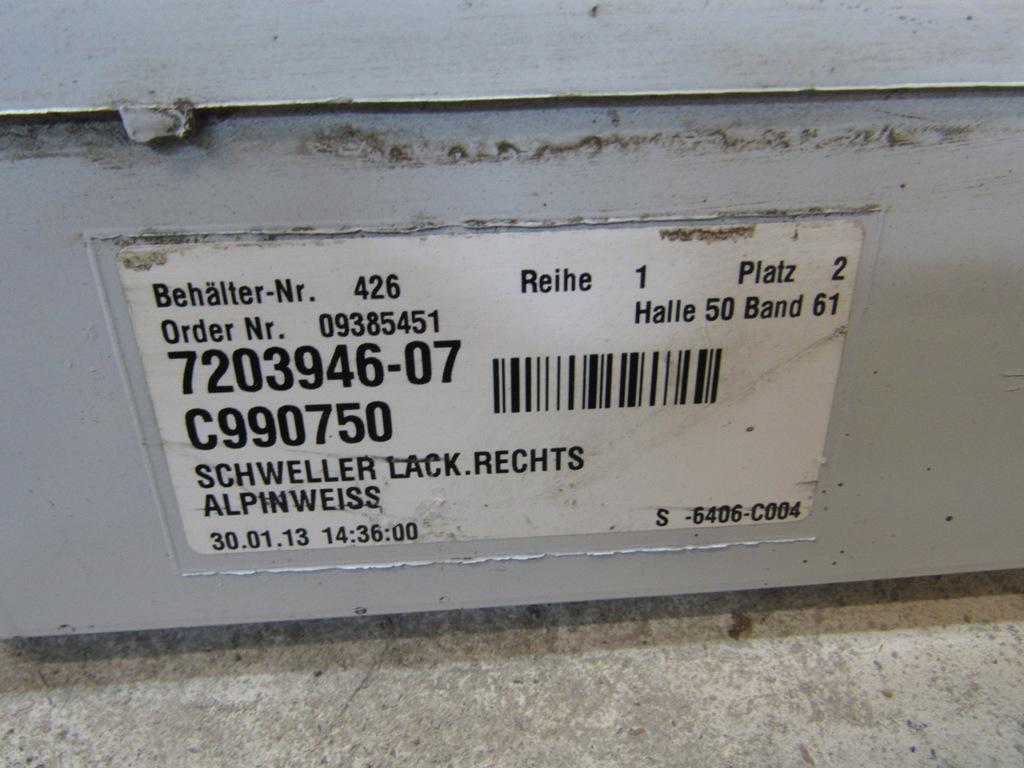 Behälter-Nr. 426 Reihe 1 Platz 2
Order Nr. 09385451 Halle 50 Band 61
7203946-07
C990750
SCHWELLER LACK.RECHTS
ALPINWEISS
30.01.13 14:36:00 S -6406-C004